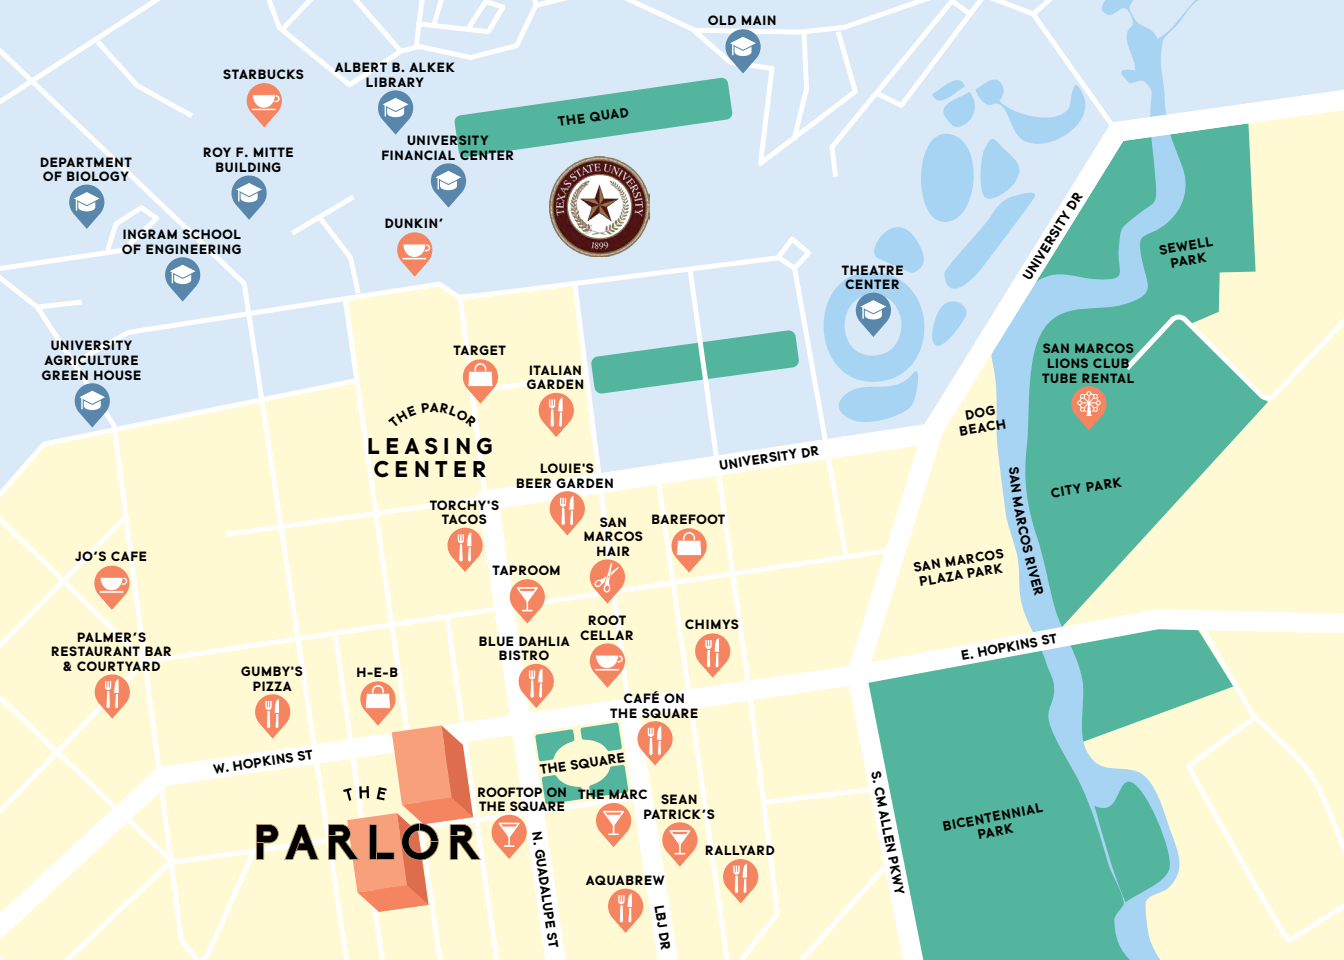 OLD MAIN
STARBUCKS
ALBERT B. ALKEK
LIBRARY
THE QUAD
UNIVERSITY
FINANCIAL CENTER
DEPARTMENT
OF BIOLOGY
ROY F. MITTE
BUILDING
TEXAS STATE UNIVERSITY
1899
DUNKIN'
INGRAM SCHOOL
OF ENGINEERING
THEATRE
CENTER
UNIVERSITY DR
SEWELL
PARK
UNIVERSITY
AGRICULTURE
GREEN HOUSE
TARGET
ITALIAN
GARDEN
SAN MARCOS
LIONS CLUB
TUBE RENTAL
THE PARLOR
LEASING
CENTER
DOG
BEACH
UNIVERSITY DR
LOUIE'S
BEER GARDEN
CITY PARK
SAN MARCOS RIVER
TORCHY'S
TACOS
SAN
MARCOS
HAIR
BAREFOOT
JO'S CAFE
TAPROOM
SAN MARCOS
PLAZA PARK
PALMER'S
RESTAURANT BAR
& COURTYARD
GUMBY'S
PIZZA
H-E-B
BLUE DAHLIA
BISTRO
ROOT
CELLAR
CHIMYS
E. HOPKINS ST
CAFÉ ON
THE SQUARE
W. HOPKINS ST
THE SQUARE
THE
PARLOR
ROOFTOP ON
THE SQUARE
THE MARC
SEAN
PATRICK'S
S. CM ALLEN PKWY
BICENTENNIAL
PARK
RALLYARD
N. GUADALUPE ST
AQUABREW
LBJ DR